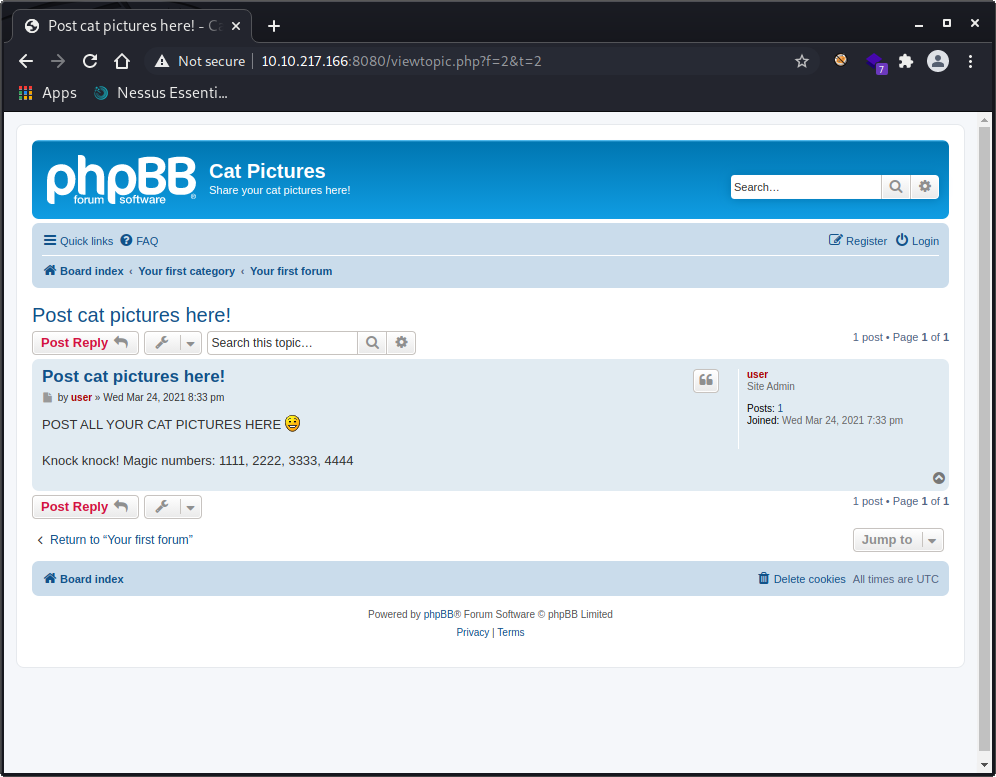 Post cat pictures here! - Ca
Not secure 10.10.217.166:8080/viewtopic.php?f=2&t=2
7
Apps Nessus Essenti...
phpBB® forum software
Cat Pictures
Share your cat pictures here!
Search…
Quick links FAQ Register Login
Board index ‹ Your first category ‹ Your first forum
Post cat pictures here!
Post Reply Search this topic… 1 post • Page 1 of 1
Post cat pictures here!
by user » Wed Mar 24, 2021 8:33 pm
POST ALL YOUR CAT PICTURES HERE
Knock knock! Magic numbers: 1111, 2222, 3333, 4444
user
Site Admin
Posts: 1
Joined: Wed Mar 24, 2021 7:33 pm
Post Reply 1 post • Page 1 of 1
Return to “Your first forum” Jump to
Board index Delete cookies All times are UTC
Powered by phpBB® Forum Software © phpBB Limited
Privacy | Terms